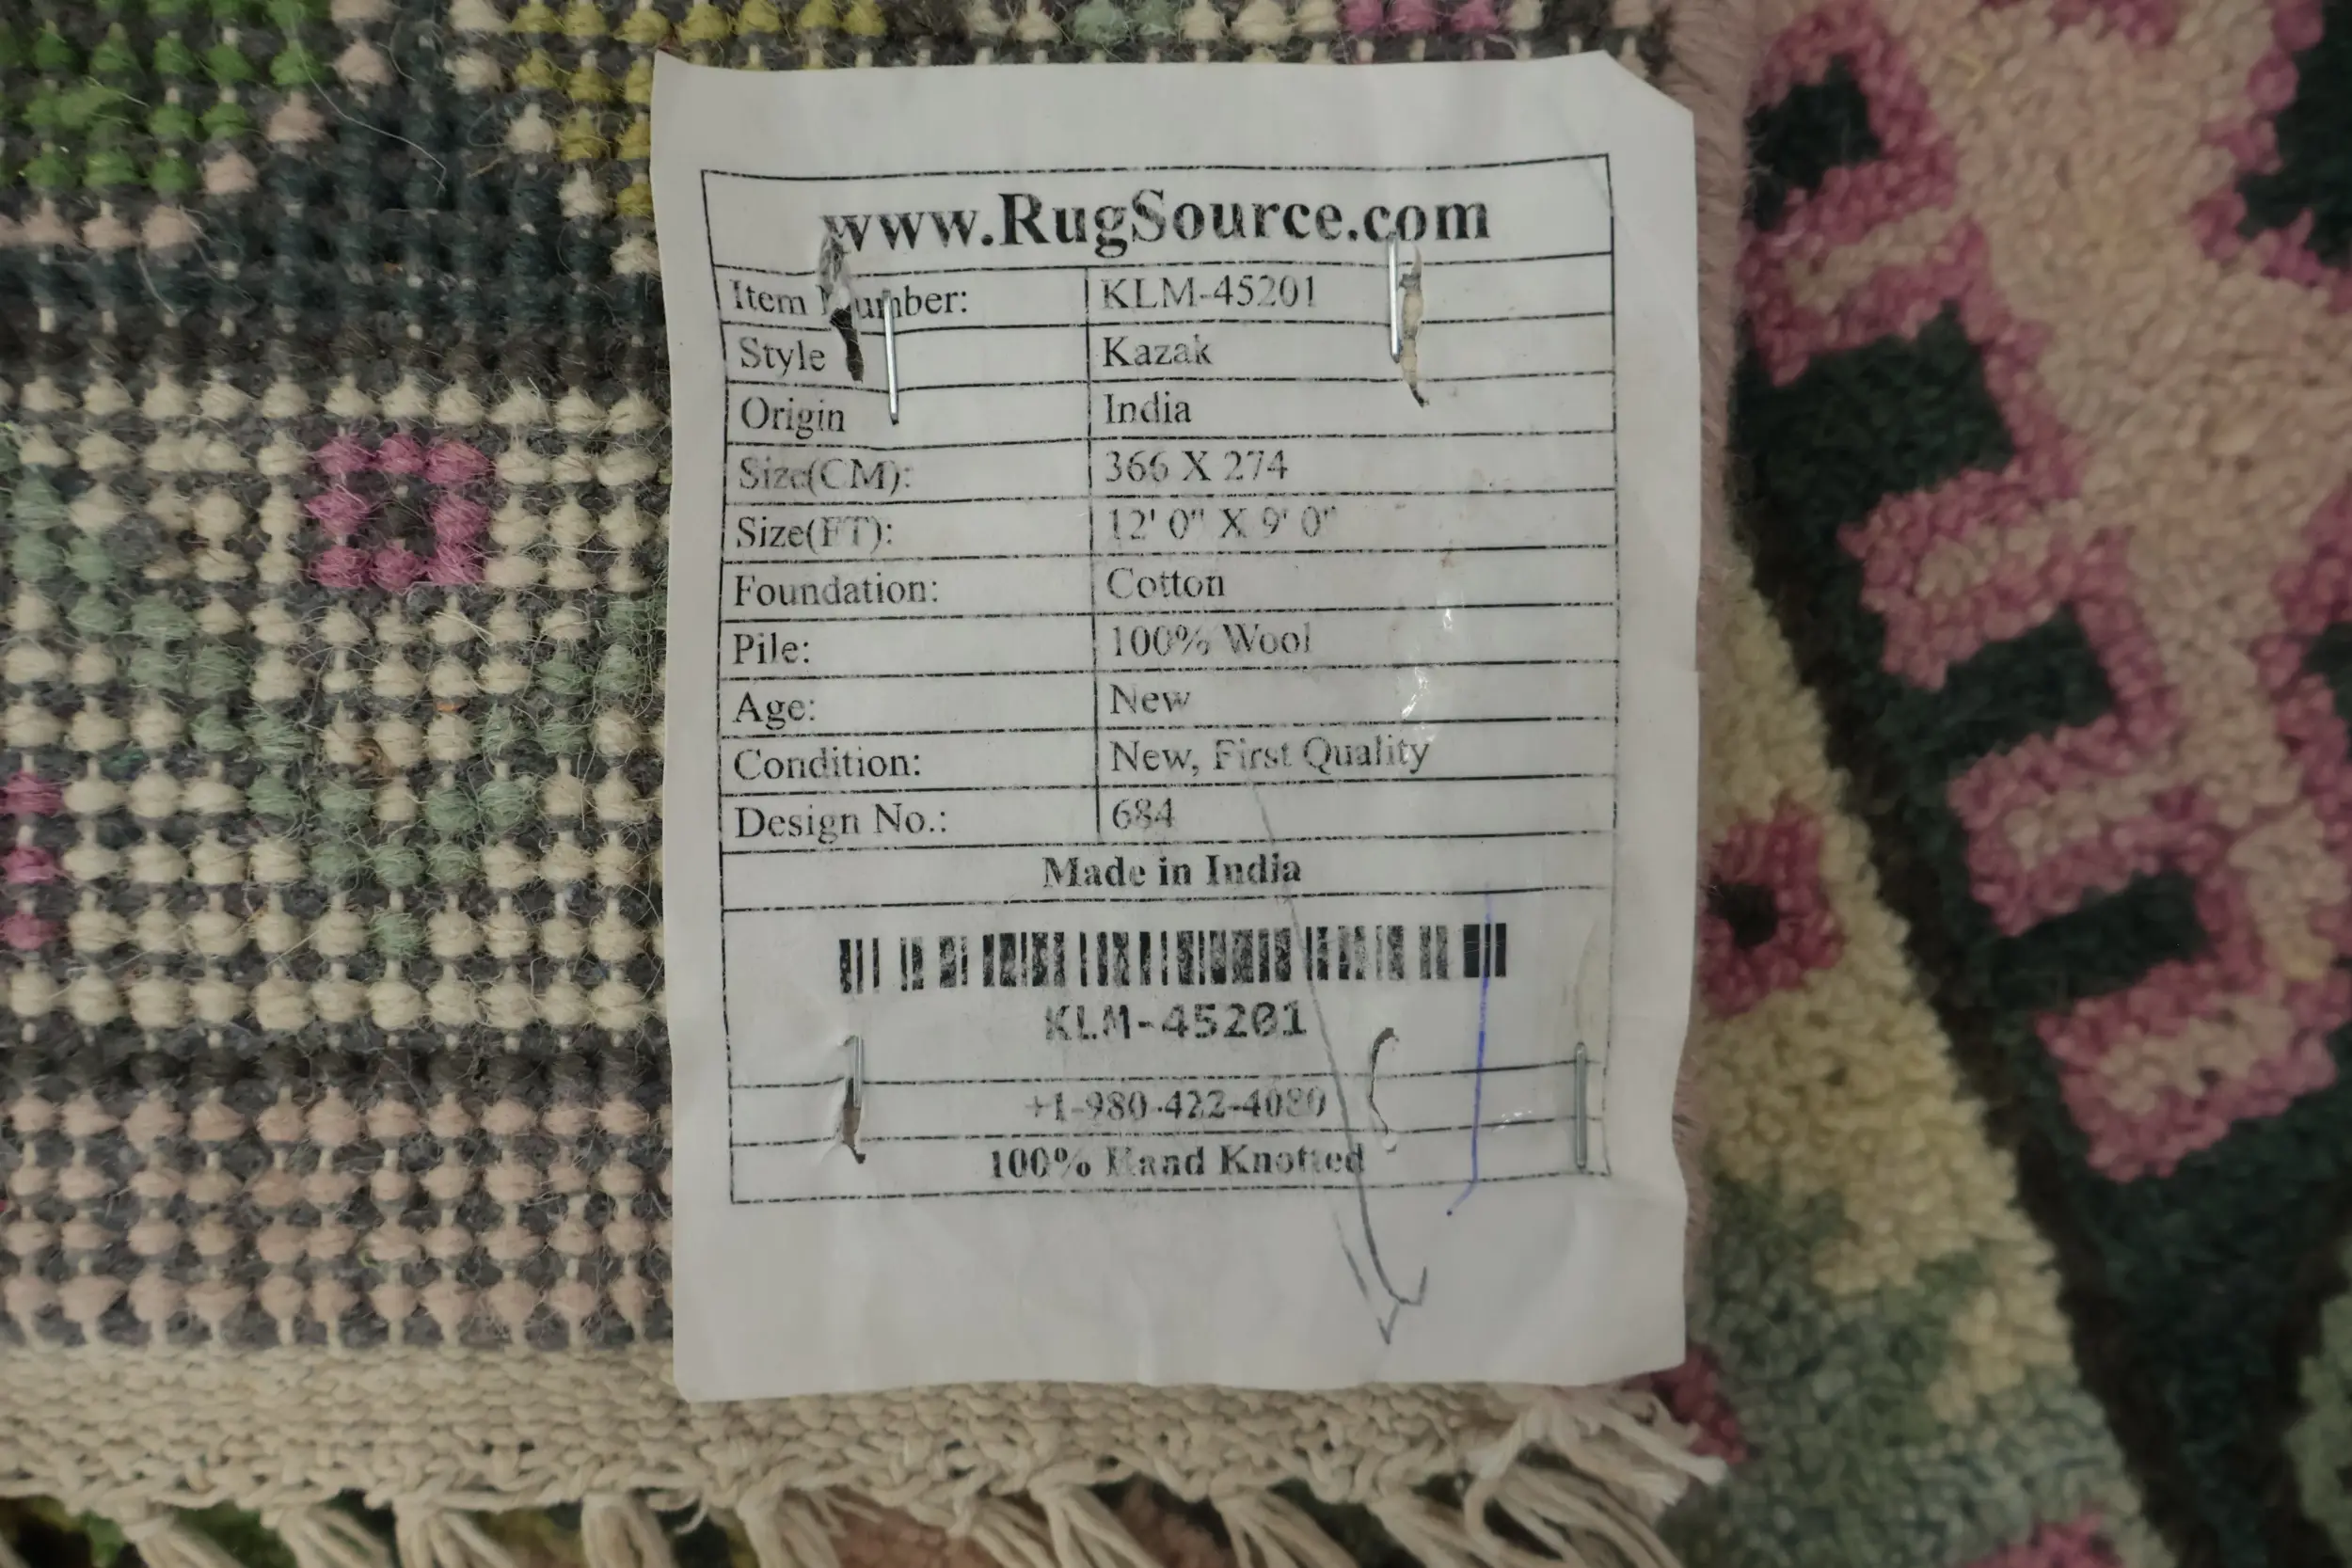 www.RugSource.com
Item Number: KLM-45201
Style Kazak
Origin India
Size(CM): 366 X 274
Size(FT): 12' 0" X 9' 0"
Foundation: Cotton
Pile: 100% Wool
Age: New
Condition: New, First Quality
Design No.: 684
Made in India
KLM-45201
+1-980-422-4080
100% Hand Knotted